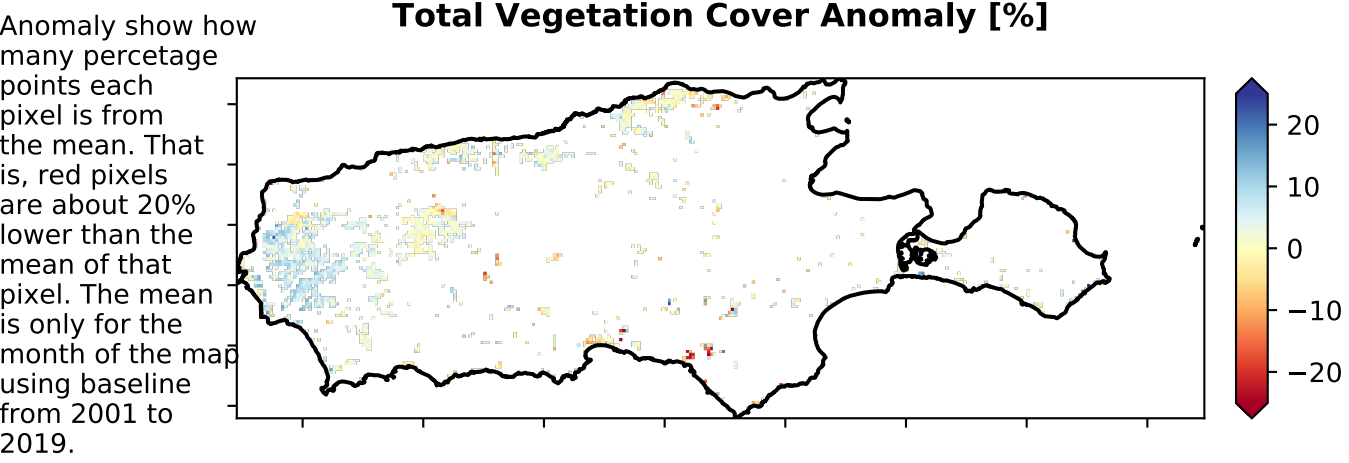 Total Vegetation Cover Anomaly [%]
Anomaly show how
many percetage
points each
pixel is from
the mean. That
is, red pixels
are about 20%
lower than the
mean of that
pixel. The mean
is only for the
month of the map
using baseline
from 2001 to
2019.
20
10
0
−10
−20